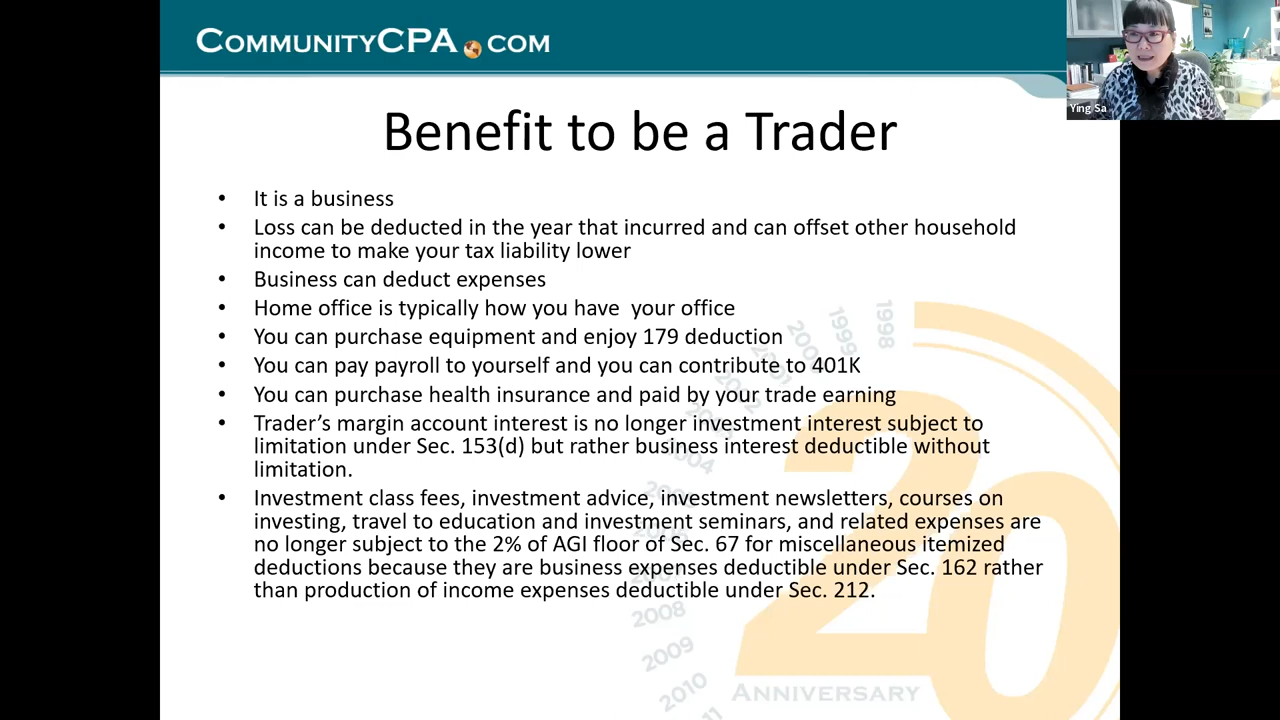 COMMUNITYCPA.COM
Ying Sa
Benefit to be a Trader
• It is a business
• Loss can be deducted in the year that incurred and can offset other household
income to make your tax liability lower
• Business can deduct expenses
• Home office is typically how you have  your office
• You can purchase equipment and enjoy 179 deduction
• You can pay payroll to yourself and you can contribute to 401K
• You can purchase health insurance and paid by your trade earning
• Trader’s margin account interest is no longer investment interest subject to
limitation under Sec. 153(d) but rather business interest deductible without
limitation.
• Investment class fees, investment advice, investment newsletters, courses on
investing, travel to education and investment seminars, and related expenses are
no longer subject to the 2% of AGI floor of Sec. 67 for miscellaneous itemized
deductions because they are business expenses deductible under Sec. 162 rather
than production of income expenses deductible under Sec. 212.
1998
1999
2008
2009
2010
20
ANNIVERSARY